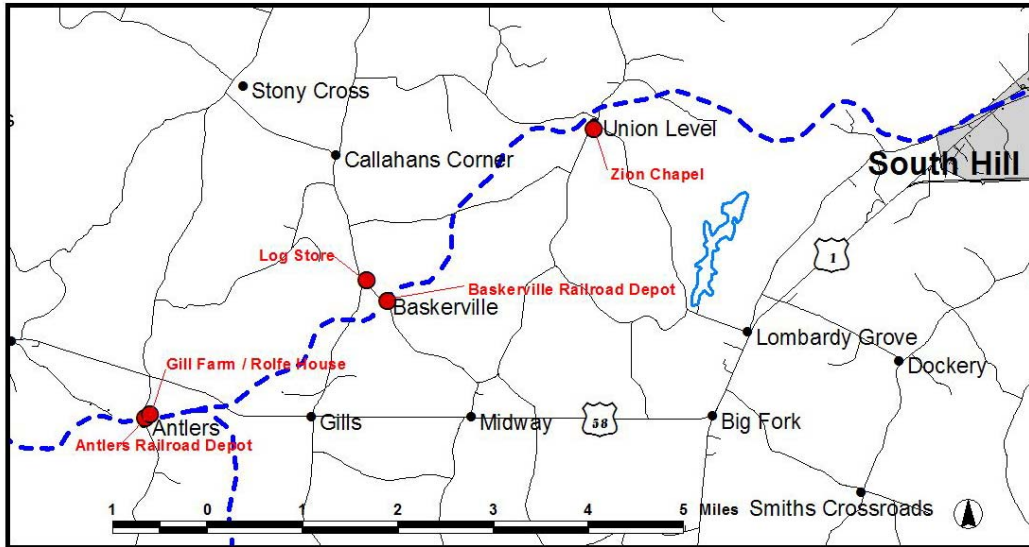 Stony Cross
s
Union Level
Callahans Corner
South Hill
Zion Chapel
1
Log Store
Baskerville Railroad Depot
Baskerville
Lombardy Grove
Gill Farm / Rolfe House
Dockery
Antlers
Gills
Midway
58
Big Fork
Antlers Railroad Depot
1 0 1 2 3 4 5 Miles
Smiths Crossroads